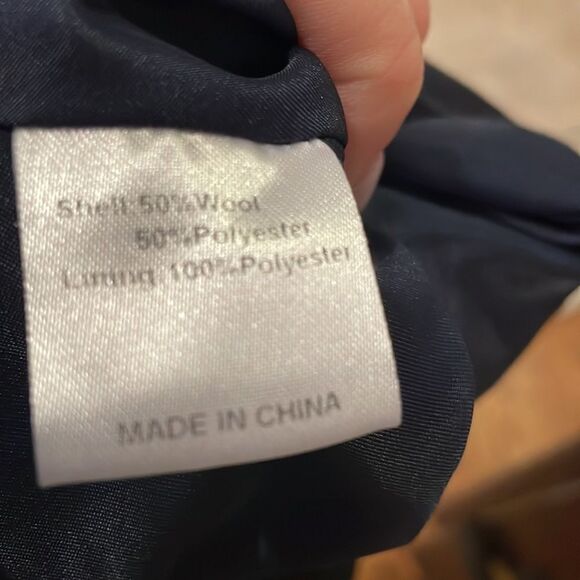 Shell 50%Wool
50%Polyester
Lining 100%Polyester
MADE IN CHINA